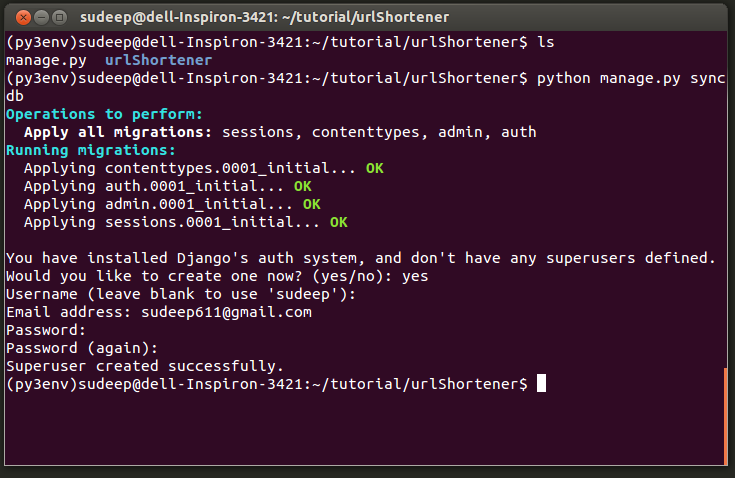 sudeep@dell-Inspiron-3421: ~/tutorial/urlShortener
(py3env)sudeep@dell-Inspiron-3421:~/tutorial/urlShortener$ ls
manage.py  urlShortener
(py3env)sudeep@dell-Inspiron-3421:~/tutorial/urlShortener$ python manage.py sync
db
Operations to perform:
  Apply all migrations: sessions, contenttypes, admin, auth
Running migrations:
  Applying contenttypes.0001_initial... OK
  Applying auth.0001_initial... OK
  Applying admin.0001_initial... OK
  Applying sessions.0001_initial... OK

You have installed Django's auth system, and don't have any superusers defined.
Would you like to create one now? (yes/no): yes
Username (leave blank to use 'sudeep'):
Email address: sudeep611@gmail.com
Password:
Password (again):
Superuser created successfully.
(py3env)sudeep@dell-Inspiron-3421:~/tutorial/urlShortener$